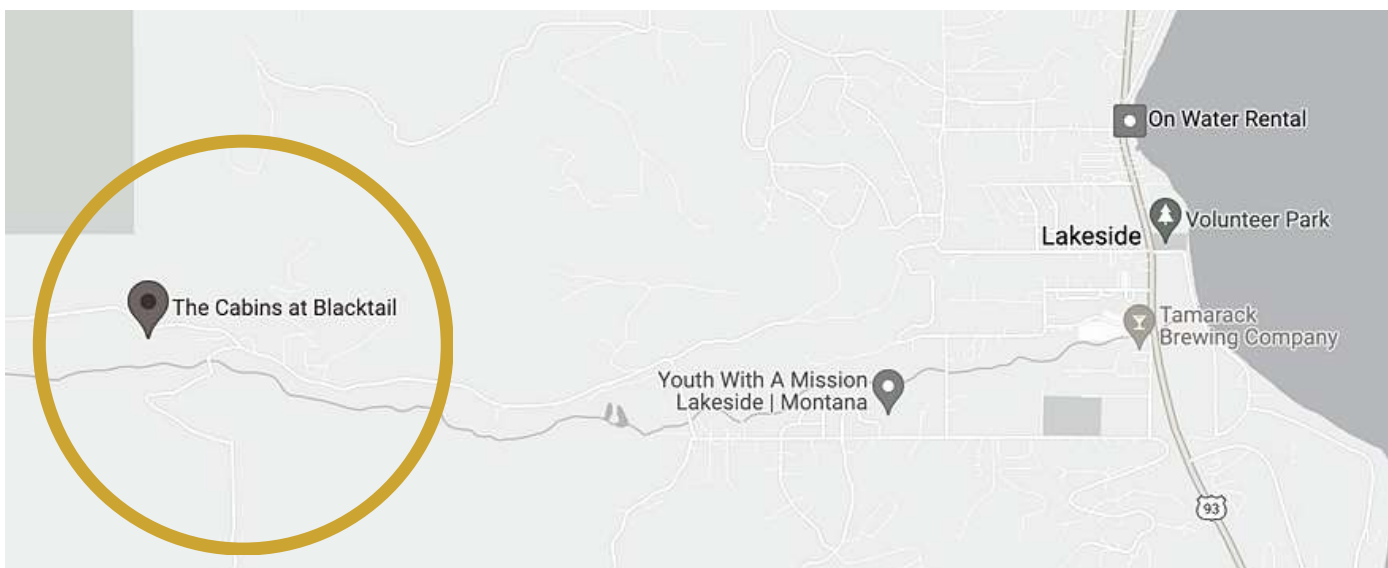 On Water Rental
Volunteer Park
Lakeside
The Cabins at Blacktail
Tamarack
Brewing Company
Youth With A Mission
Lakeside | Montana
93